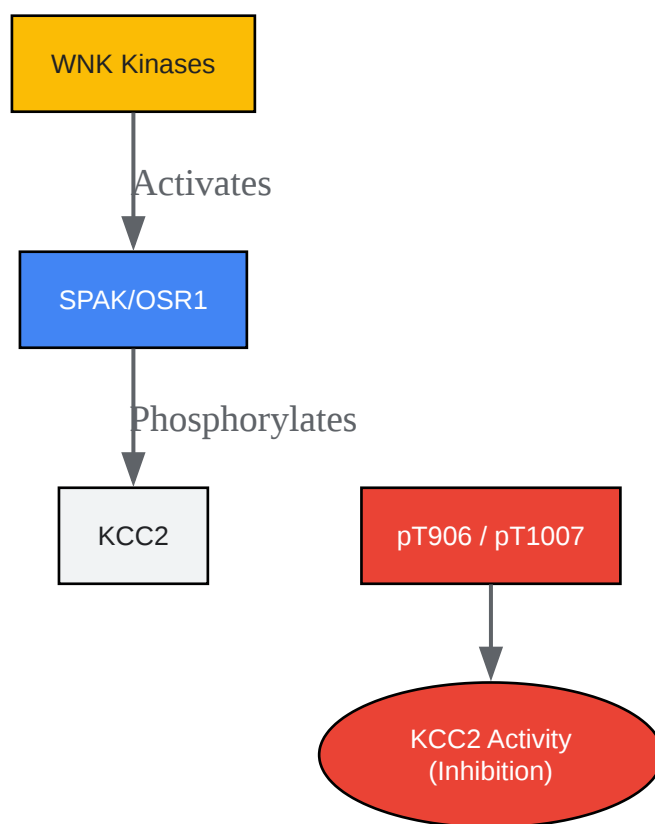 WNK Kinases
Activates
SPAK/OSR1
Phosphorylates
KCC2
pT906 / pT1007
KCC2 Activity
(Inhibition)